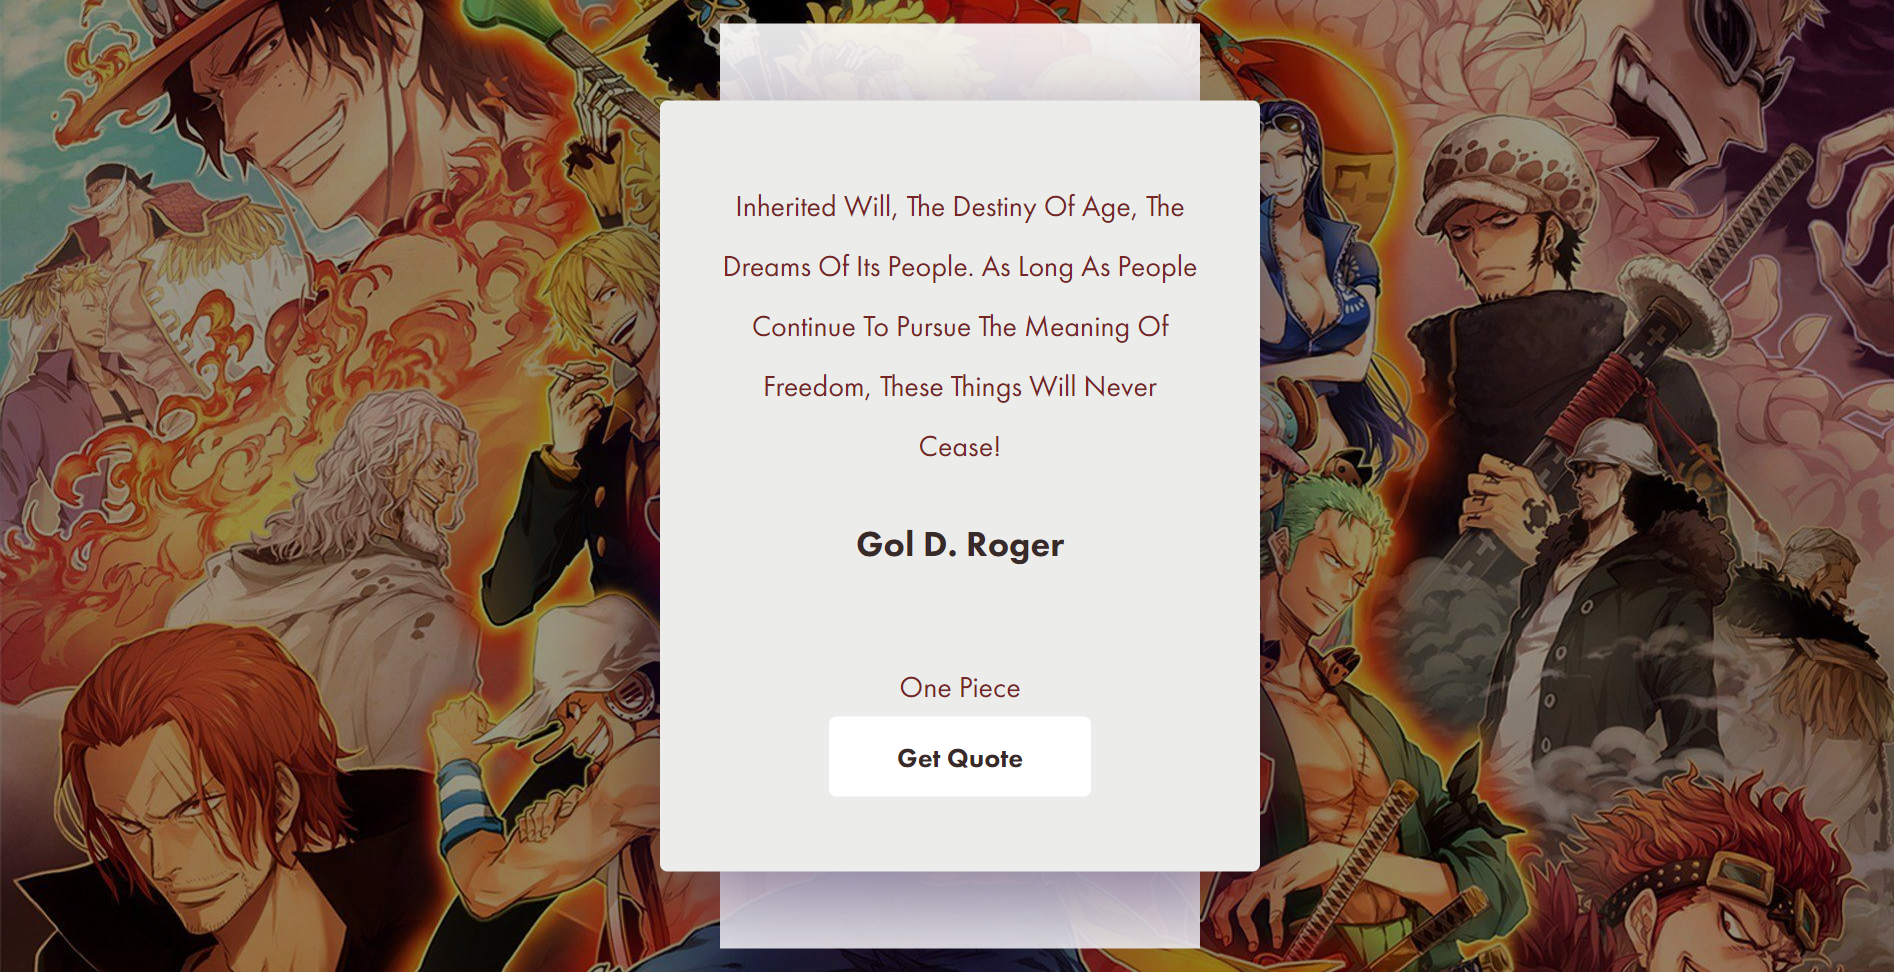 Inherited Will, The Destiny Of Age, The
Dreams Of Its People. As Long As People
Continue To Pursue The Meaning Of
Freedom, These Things Will Never
Cease!
Gol D. Roger
One Piece
Get Quote